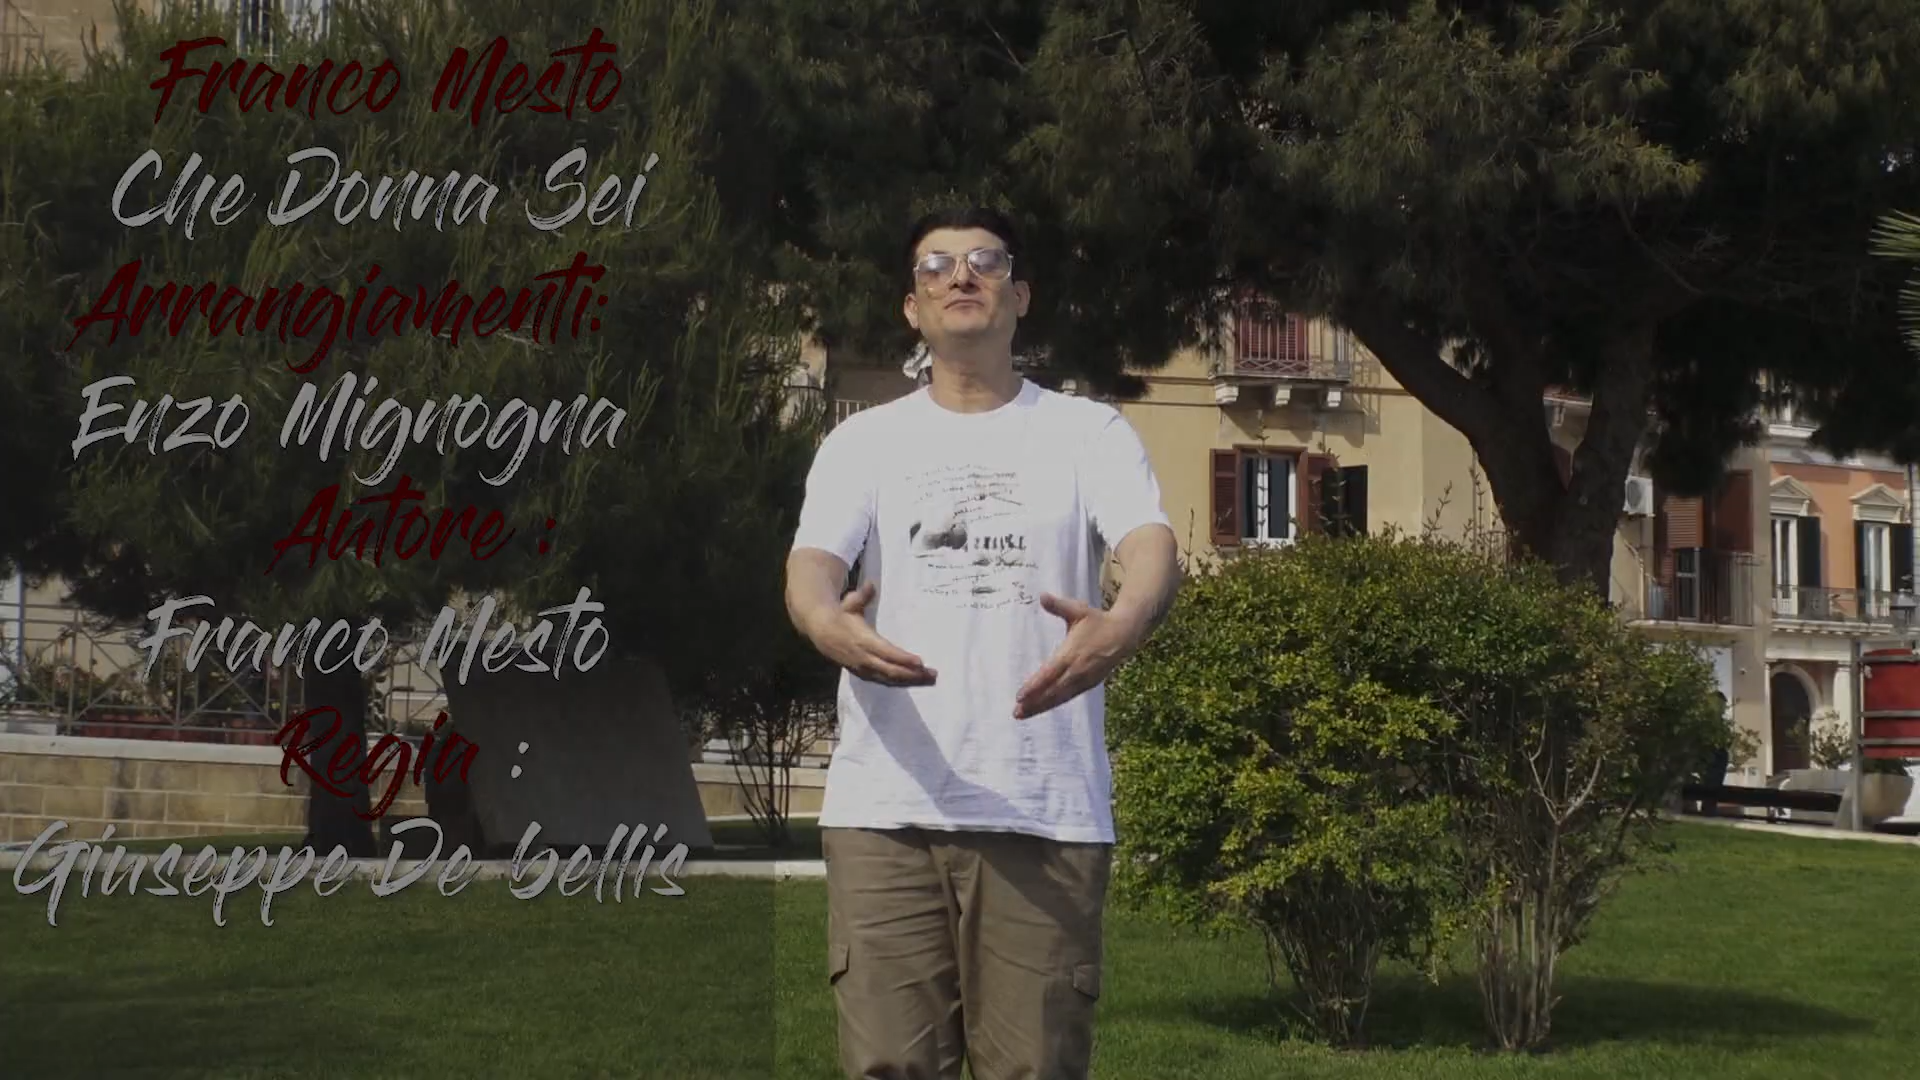 Franco Mesto
Che Donna Sei
Arrangiamenti:
Enzo Mignogna
Autore :
Franco Mesto
Regia :
Giuseppe De bellis